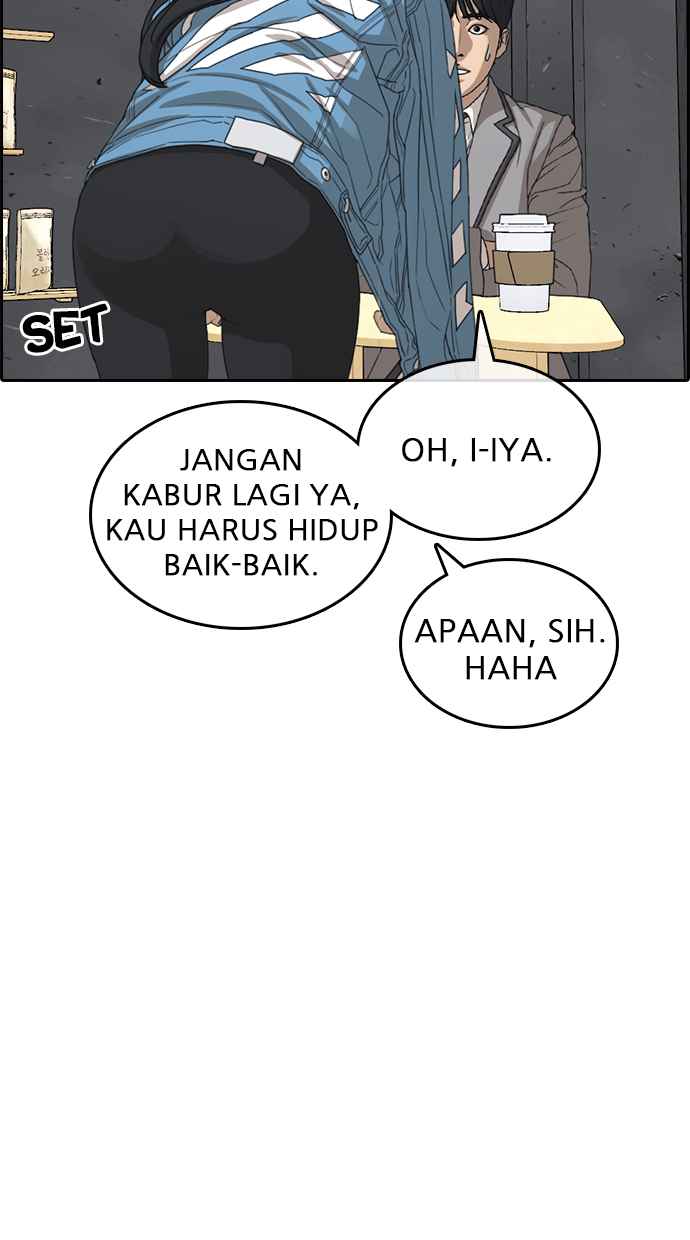 SET
OH, I-IYA.
JANGAN
KABUR LAGI YA,
KAU HARUS HIDUP
BAIK-BAIK.
APAAN, SIH.
HAHA